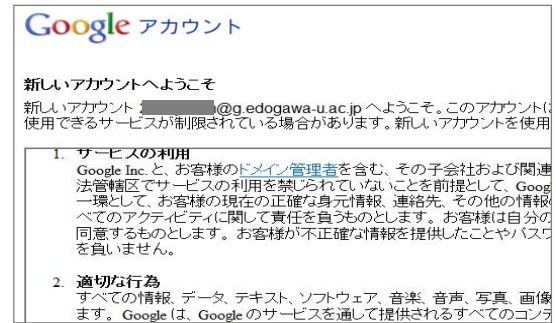 Google アカウント
新しいアカウントへようこそ
新しいアカウント @g.edogawa-u.ac.jp へようこそ。このアカウント
使用できるサービスが制限されている場合があります。新しいアカウントを使用
1. サービスの利用
Google Inc. と、お客様のドメイン管理者を含む、その子会社および関連
法管轄区でサービスの利用を禁じられていないことを前提として、Goog
一環として、お客様の現在の正確な身元情報、連絡先、その他の情報
べてのアクティビティに関して責任を負うものとします。お客様は自分の
同意するものとします。お客様が不正確な情報を提供したことやパスワ
を負いません。
2. 適切な行為
すべての情報、データ、テキスト、ソフトウェア、音楽、音声、写真、画像
ます。Google は、Google のサービスを通して提供されるすべてのコンテ